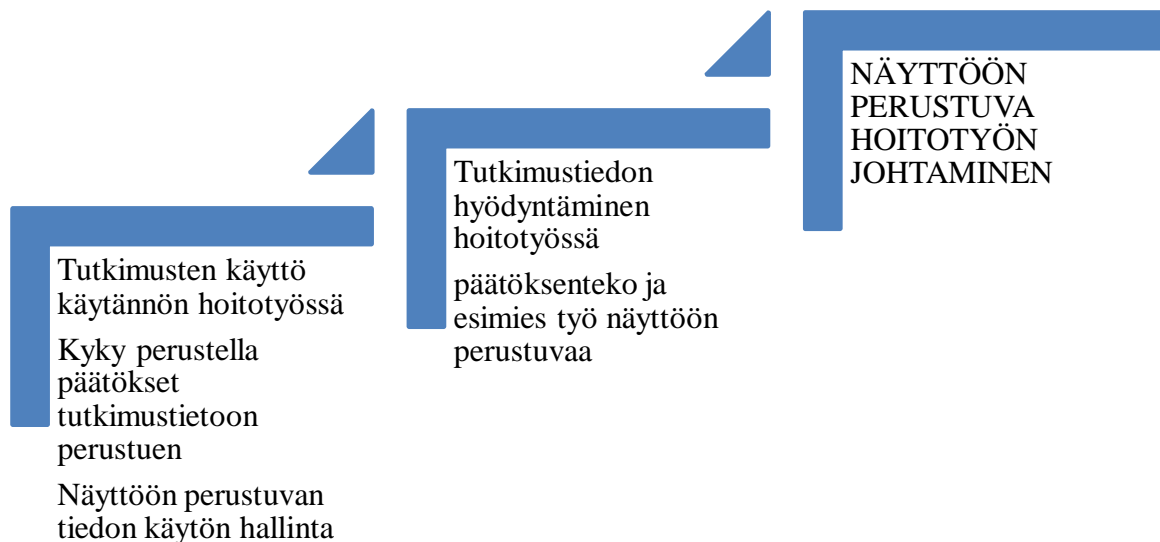 Tutkimusten käyttö
käytännön hoitotyössä
Kyky perustella
päätökset
tutkimustietoon
perustuen
Näyttöön perustuvan
tiedon käytön hallinta
Tutkimustiedon
hyödyntäminen
hoitotyössä
päätöksenteko ja
esimies työ näyttöön
perustuvaa
NÄYTTÖÖN
PERUSTUVA
HOITOTYÖN
JOHTAMINEN